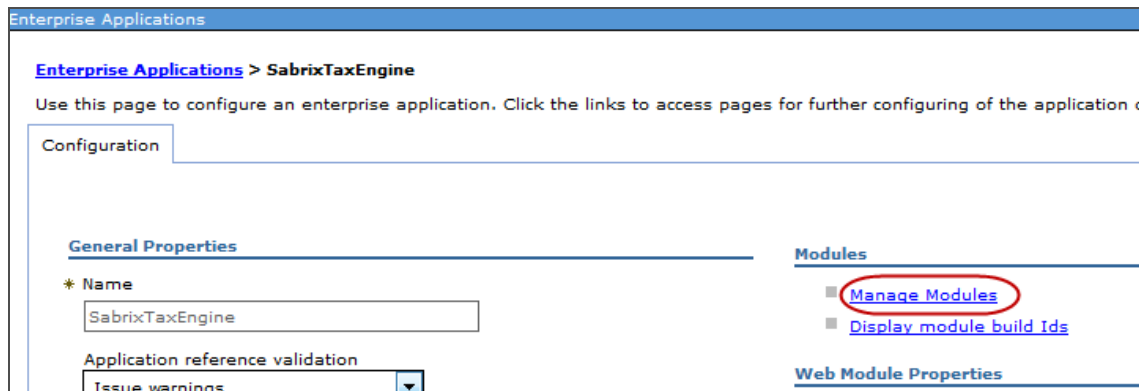 Enterprise Applications
Enterprise Applications > SabrixTaxEngine
Use this page to configure an enterprise application. Click the links to access pages for further configuring of the application
Configuration
General Properties
* Name
SabrixTaxEngine
Application reference validation
Issue warnings
Modules
Manage Modules
Display module build Ids
Web Module Properties